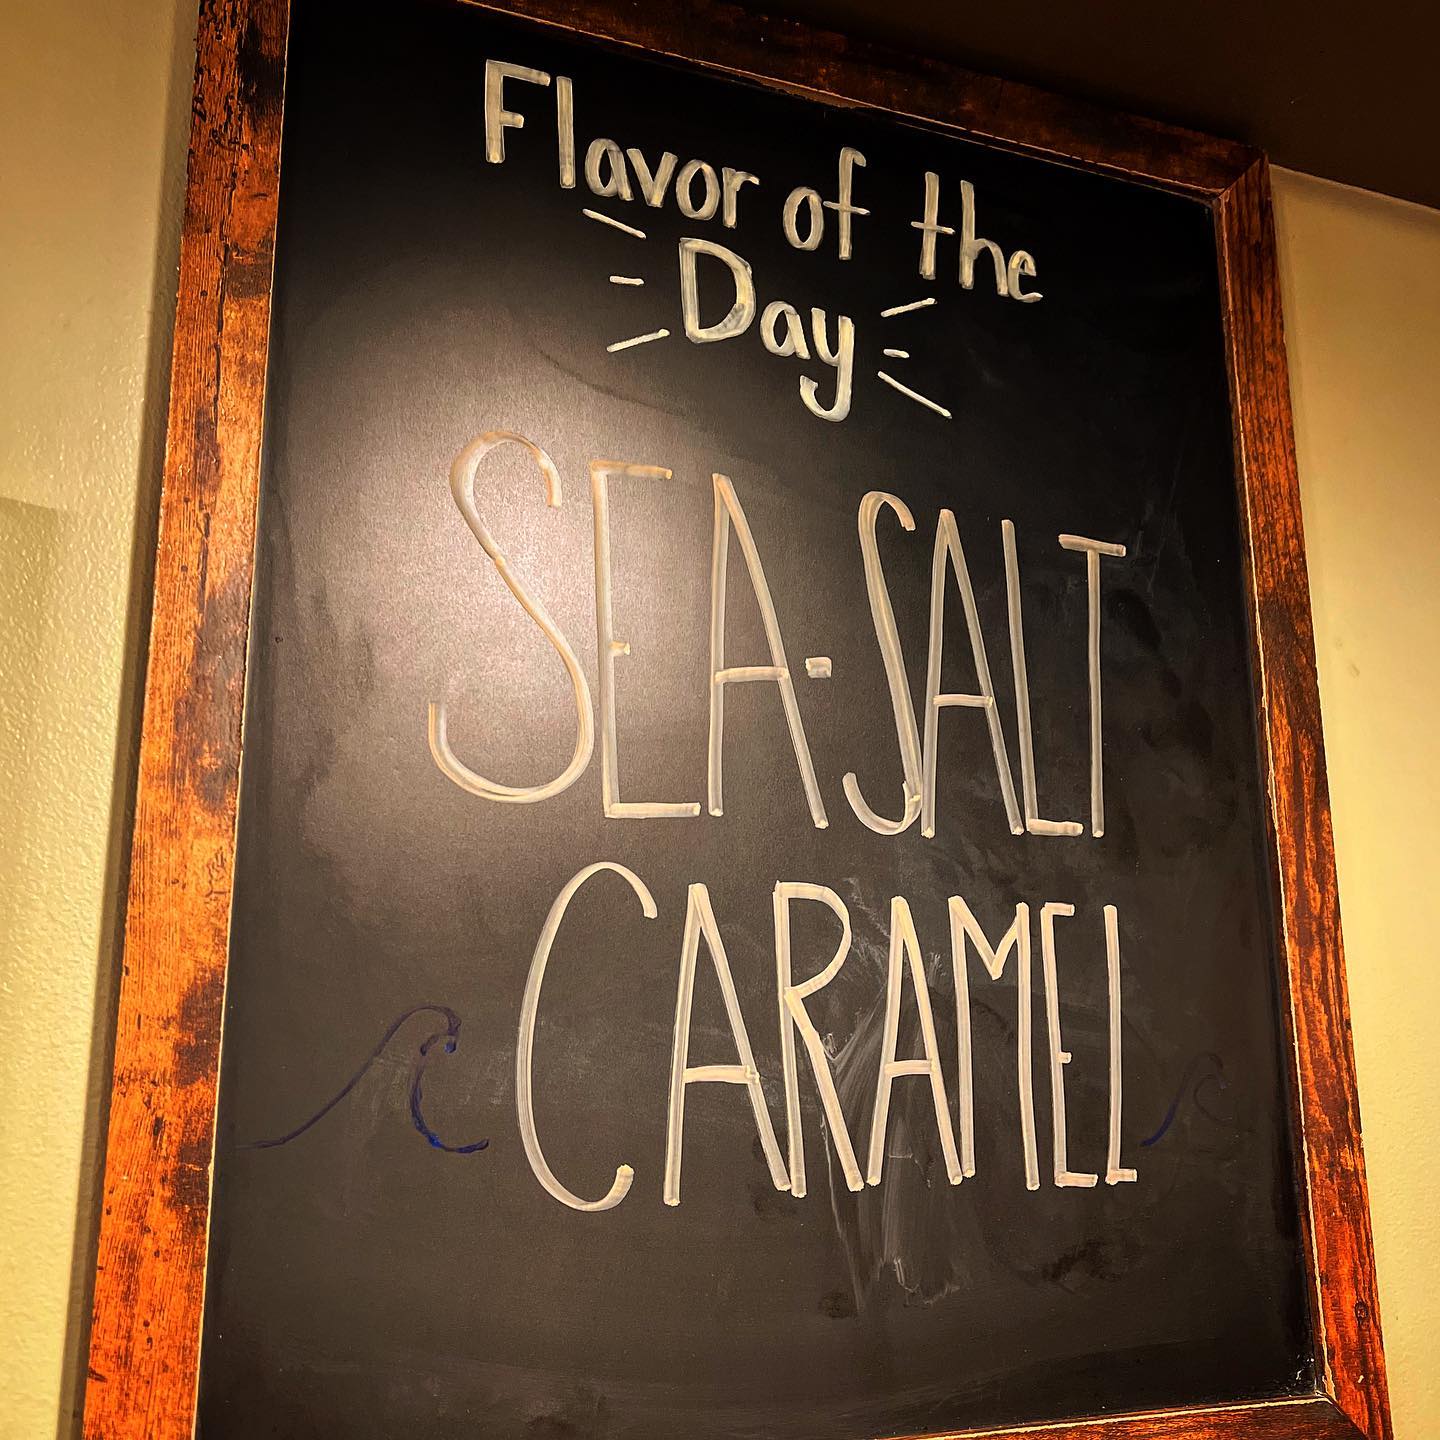 Flavor of the
Day
SEA-SALT
CARAMEL